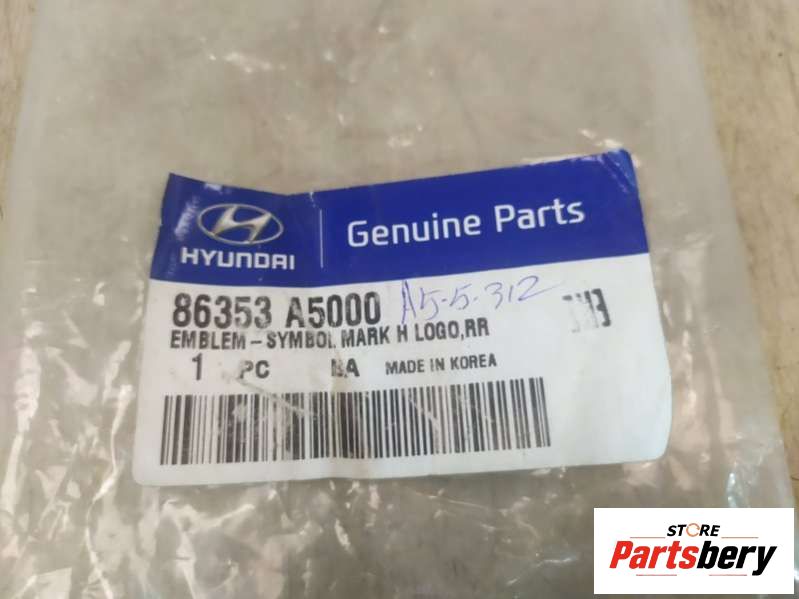 HYUNDAI
Genuine Parts
86353 A5000
A5-5-312
EMBLEM-SYMBOL MARK H LOGO,RR
1 PC MADE IN KOREA
STORE
Partsbery